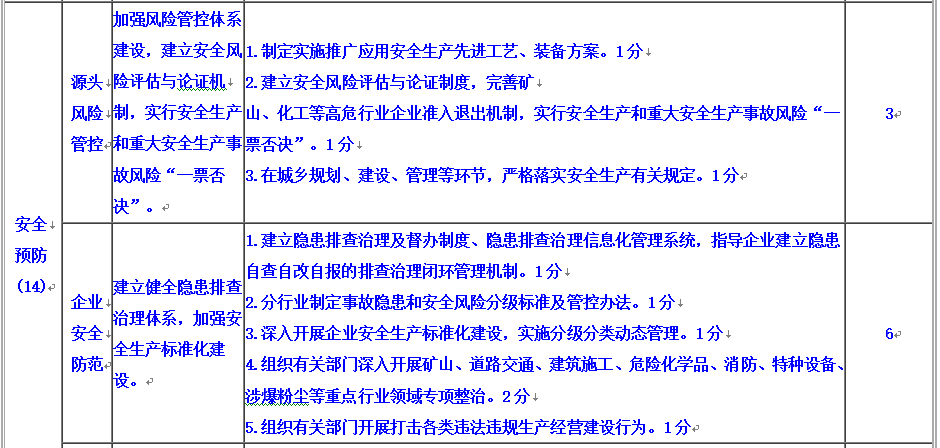 安全
预防
(14)
源头
风险
管控
加强风险管控体系
建设，建立安全风
险评估与论证机
制，实行安全生产
和重大安全生产事
故风险“一票否
决”。
1.制定实施推广应用安全生产先进工艺、装备方案。1分
2.建立安全风险评估与论证制度，完善矿
山、化工等高危行业企业准入退出机制，实行安全生产和重大安全生产事故风险“一
票否决”。1分
3.在城乡规划、建设、管理等环节，严格落实安全生产有关规定。1分
3
企业
安全
防范
建立健全隐患排查
治理体系，加强安
全生产标准化建
设。
1.建立隐患排查治理及督办制度、隐患排查治理信息化管理系统，指导企业建立隐患
自查自改自报的排查治理闭环管理机制。1分
2.分行业制定事故隐患和安全风险分级标准及管控办法。1分
3.深入开展企业安全生产标准化建设，实施分级分类动态管理。1分
4.组织有关部门深入开展矿山、道路交通、建筑施工、危险化学品、消防、特种设备、
涉爆粉尘等重点行业领域专项整治。2分
5.组织有关部门开展打击各类违法违规生产经营建设行为。1分
6